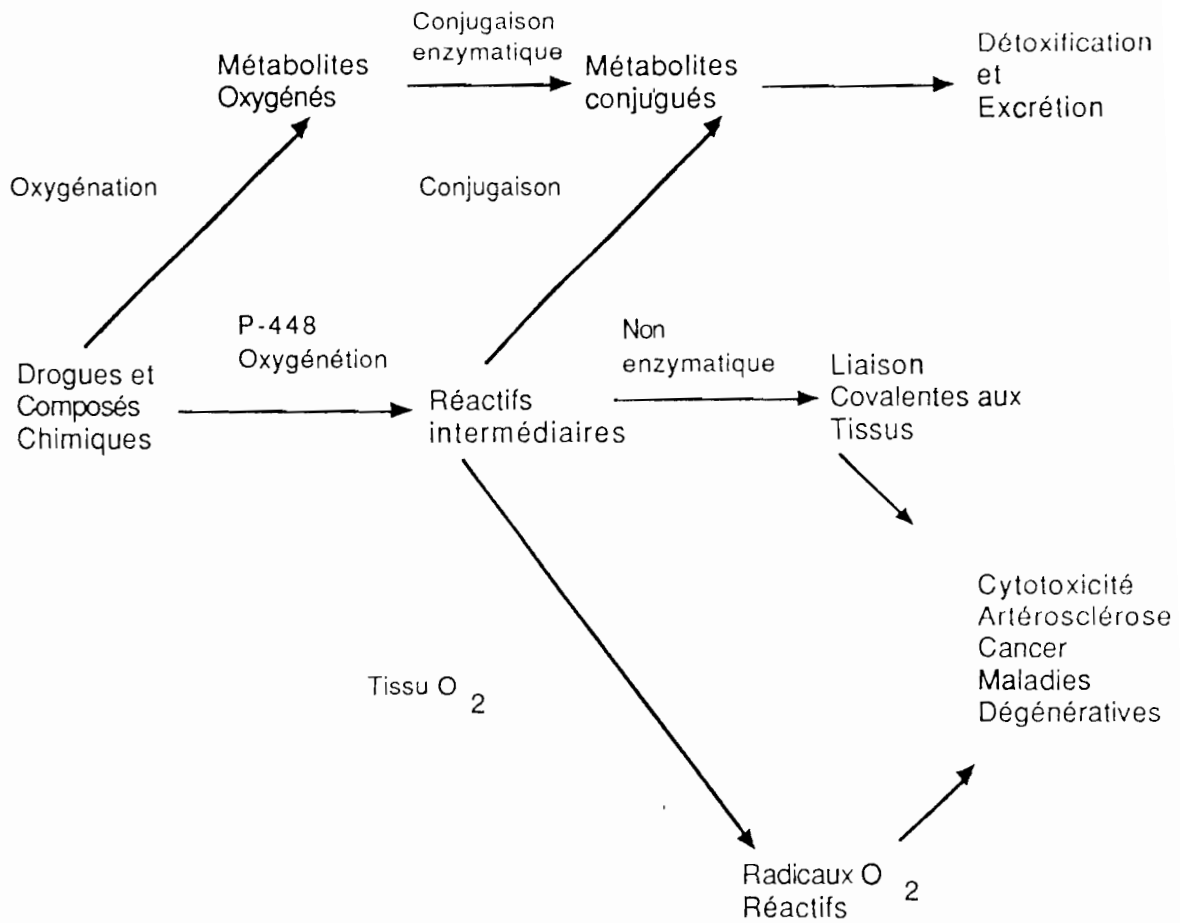 Conjugaison
enzymatique
Détoxification
et
Excrétion
Métabolites
Oxygénés
Métabolites
conjugués
Oxygénation
Conjugaison
P-448
Oxygénétion
Non
enzymatique
Drogues et
Composés
Chimiques
Réactifs
intermédiaires
Liaison
Covalentes aux
Tissus
Cytotoxicité
Artérosclérose
Cancer
Maladies
Dégénératives
Tissu O 2
Radicaux O 2
Réactifs